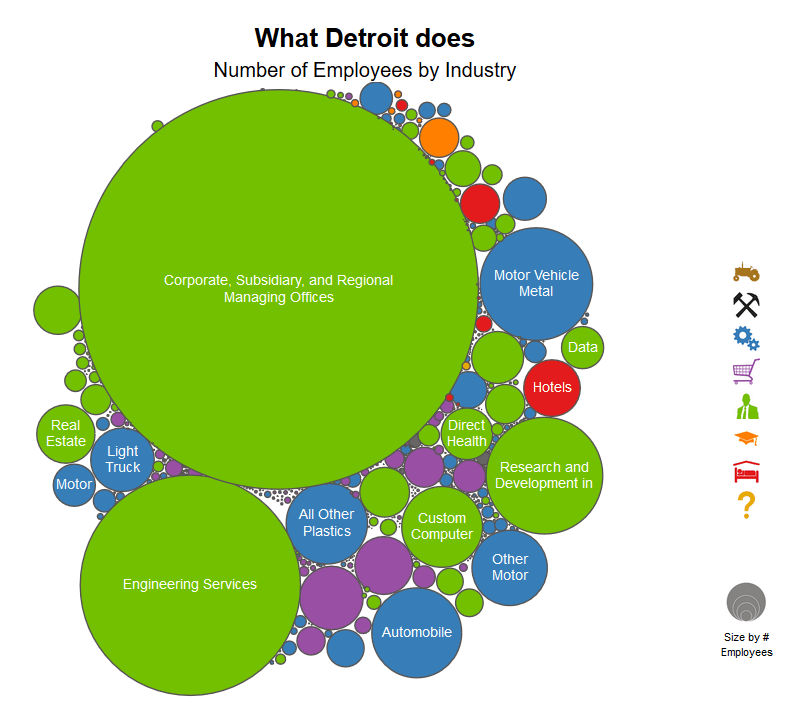 What Detroit does
Number of Employees by Industry
Corporate, Subsidiary, and Regional
Managing Offices
Motor Vehicle
Metal
Data
Hotels
Real
Estate
Direct
Health
Light
Truck
Motor
Research and
Development in
All Other
Plastics
Custom
Computer
Other
Motor
Engineering Services
Automobile
?
Size by #
Employees